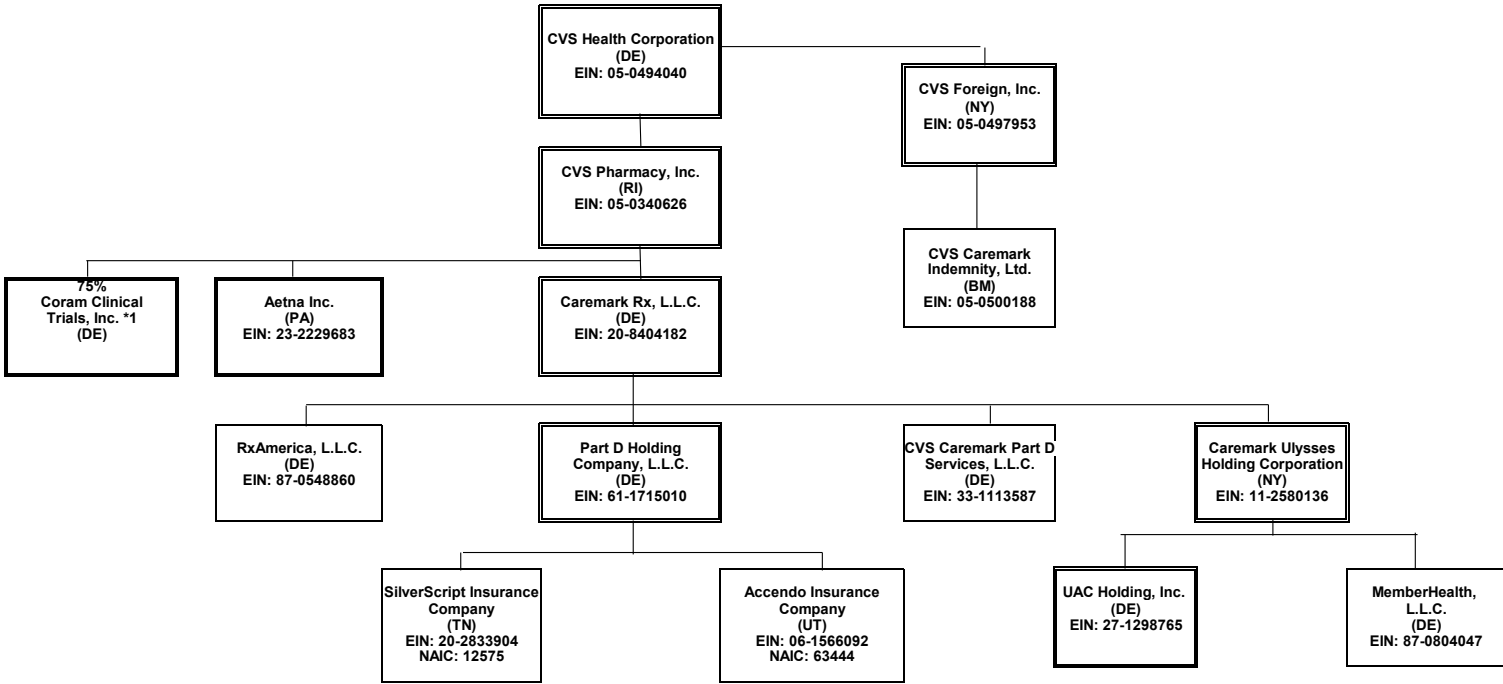 CVS Health Corporation
(DE)
EIN: 05-0494040
CVS Foreign, Inc.
(NY)
EIN: 05-0497953
CVS Pharmacy, Inc.
(RI)
EIN: 05-0340626
CVS Caremark
Indemnity, Ltd.
(BM)
EIN: 05-0500188
75%
Coram Clinical
Trials, Inc. *1
(DE)
Aetna Inc.
(PA)
EIN: 23-2229683
Caremark Rx, L.L.C.
(DE)
EIN: 20-8404182
RxAmerica, L.L.C.
(DE)
EIN: 87-0548860
Part D Holding
Company, L.L.C.
(DE)
EIN: 61-1715010
CVS Caremark Part D
Services, L.L.C.
(DE)
EIN: 33-1113587
Caremark Ulysses
Holding Corporation
(NY)
EIN: 11-2580136
SilverScript Insurance
Company
(TN)
EIN: 20-2833904
NAIC: 12575
Accendo Insurance
Company
(UT)
EIN: 06-1566092
NAIC: 63444
UAC Holding, Inc.
(DE)
EIN: 27-1298765
MemberHealth,
L.L.C.
(DE)
EIN: 87-0804047